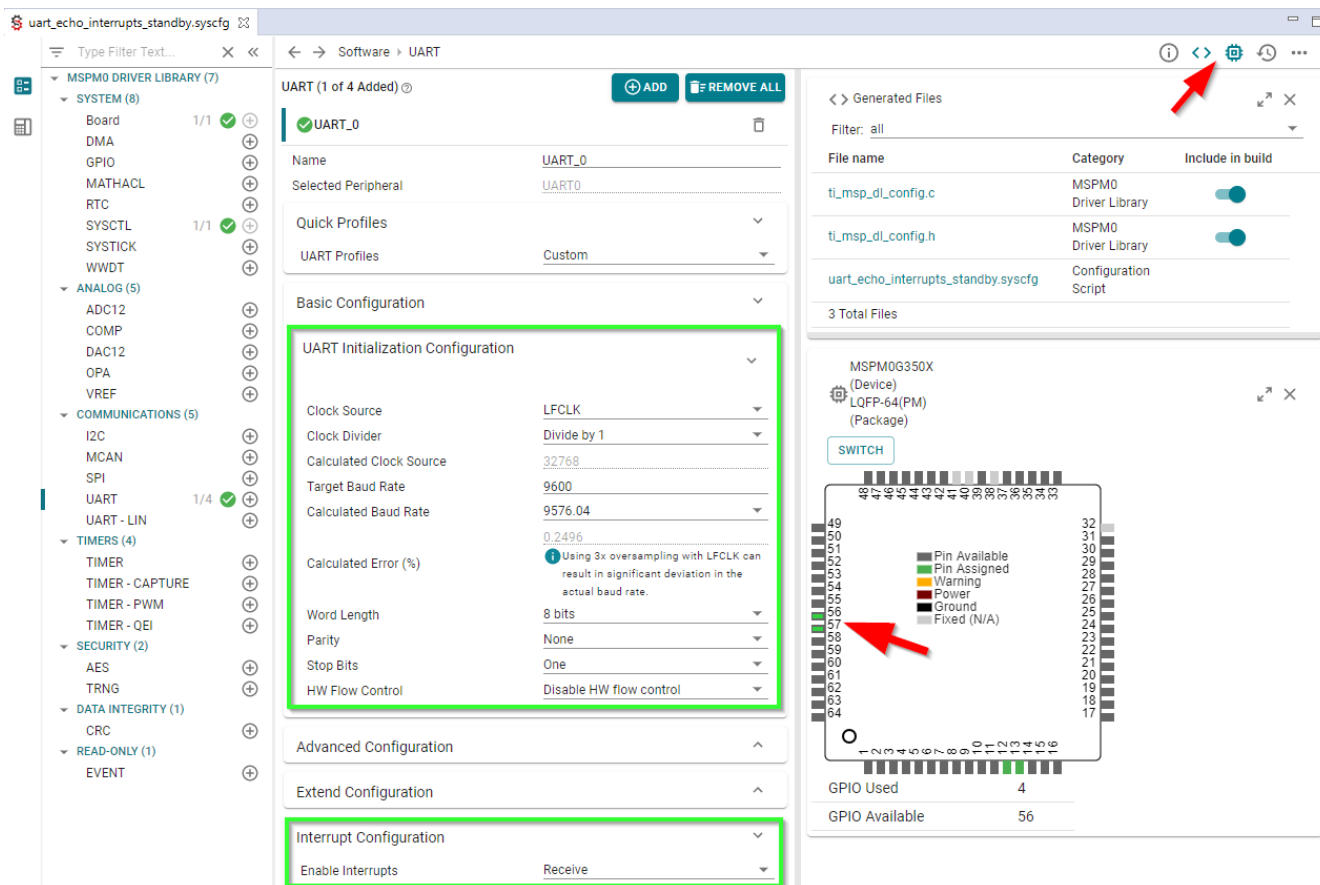 uart_echo_interrupts_standby.syscfg
Type Filter Text...
MSPM0 DRIVER LIBRARY (7)
SYSTEM (8)
Board 1/1
DMA
GPIO
MATHACL
RTC
SYSCTL 1/1
SYSTICK
WWDT
ANALOG (5)
ADC12
COMP
DAC12
OPA
VREF
COMMUNICATIONS (5)
I2C
MCAN
SPI
UART 1/4
UART - LIN
TIMERS (4)
TIMER
TIMER - CAPTURE
TIMER - PWM
TIMER - QEI
SECURITY (2)
AES
TRNG
DATA INTEGRITY (1)
CRC
READ-ONLY (1)
EVENT
Software UART
UART (1 of 4 Added)
ADD
REMOVE ALL
UART_0
Name UART_0
Selected Peripheral UART0
Quick Profiles
UART Profiles Custom
Basic Configuration
UART Initialization Configuration
Clock Source LFCLK
Clock Divider Divide by 1
Calculated Clock Source 32768
Target Baud Rate 9600
Calculated Baud Rate 9576.04
Calculated Error (%) 0.2496
Using 3x oversampling with LFCLK can
result in significant deviation in the
actual baud rate.
Word Length 8 bits
Parity None
Stop Bits One
HW Flow Control Disable HW flow control
Advanced Configuration
Extend Configuration
Interrupt Configuration
Enable Interrupts Receive
Generated Files
Filter: all
File name Category Include in build
ti_msp_dl_config.c MSPM0
Driver Library
ti_msp_dl_config.h MSPM0
Driver Library
uart_echo_interrupts_standby.syscfg Configuration
Script
3 Total Files
MSPM0G350X
(Device)
LQFP-64(PM)
(Package)
SWITCH
48 47 46 45 44 43 42 41 40 39 38 37 36 35 34 33
49 32
50 31
51 30
52 29
53 28
54 27
55 26
56 25
57 24
58 23
59 22
60 21
61 20
62 19
63 18
64 17
Pin Available
Pin Assigned
Warning
Power
Ground
Fixed (N/A)
1 2 3 4 5 6 7 8 9 10 11 12 13 14 15 16
GPIO Used 4
GPIO Available 56